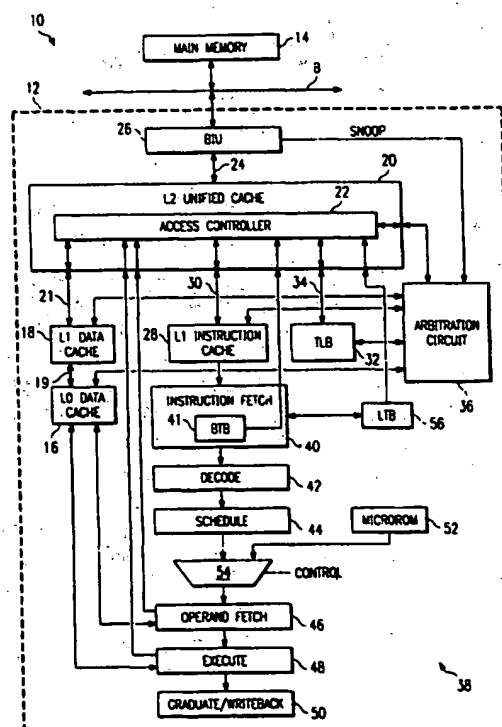 10
MAIN MEMORY
14
B
12
26
BIU
SNOOP
24
20
L2 UNIFIED CACHE
22
ACCESS CONTROLLER
21
30
34
18
L1 DATA CACHE
28
L1 INSTRUCTION CACHE
TLB
32
ARBITRATION CIRCUIT
36
19
L0 DATA CACHE
16
INSTRUCTION FETCH
41
BTB
40
LTB
56
DECODE
42
SCHEDULE
44
MICROROM
52
54
CONTROL
OPERAND FETCH
46
EXECUTE
48
GRADUATE/WRITEBACK
50
38